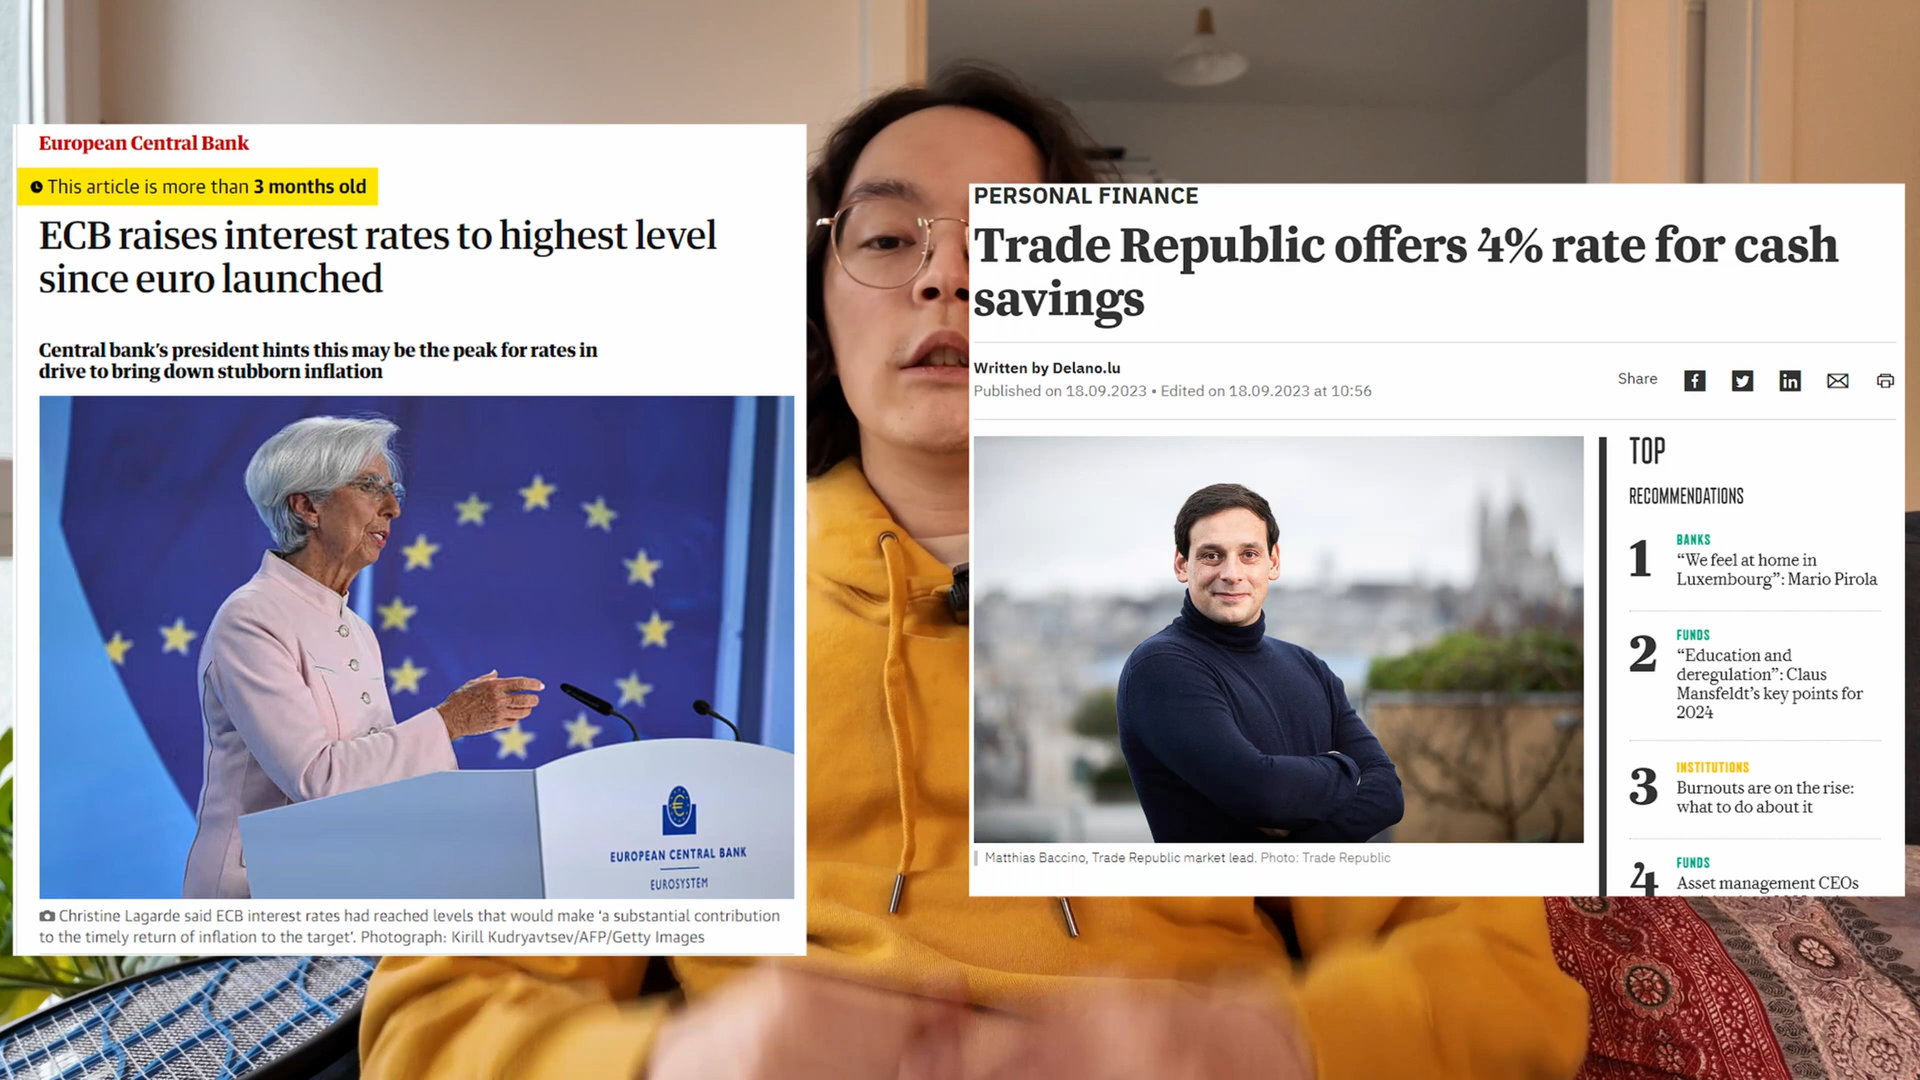 European Central Bank
This article is more than 3 months old
ECB raises interest rates to highest level
since euro launched
Central bank's president hints this may be the peak for rates in
drive to bring down stubborn inflation
EUROPEAN CENTRAL BANK
EUROSYSTEM
Christine Lagarde said ECB interest rates had reached levels that would make ‘a substantial contribution
to the timely return of inflation to the target’. Photograph: Kirill Kudryavtsev/AFP/Getty Images
PERSONAL FINANCE
Trade Republic offers 4% rate for cash
savings
Written by Delano.lu
Published on 18.09.2023 • Edited on 18.09.2023 at 10:56
Share
Matthias Baccino, Trade Republic market lead. Photo: Trade Republic
TOP
RECOMMENDATIONS
1
BANKS
“We feel at home in
Luxembourg”: Mario Pirola
2
FUNDS
“Education and
deregulation”: Claus
Mansfeldt’s key points for
2024
3
INSTITUTIONS
Burnouts are on the rise:
what to do about it
4
FUNDS
Asset management CEOs